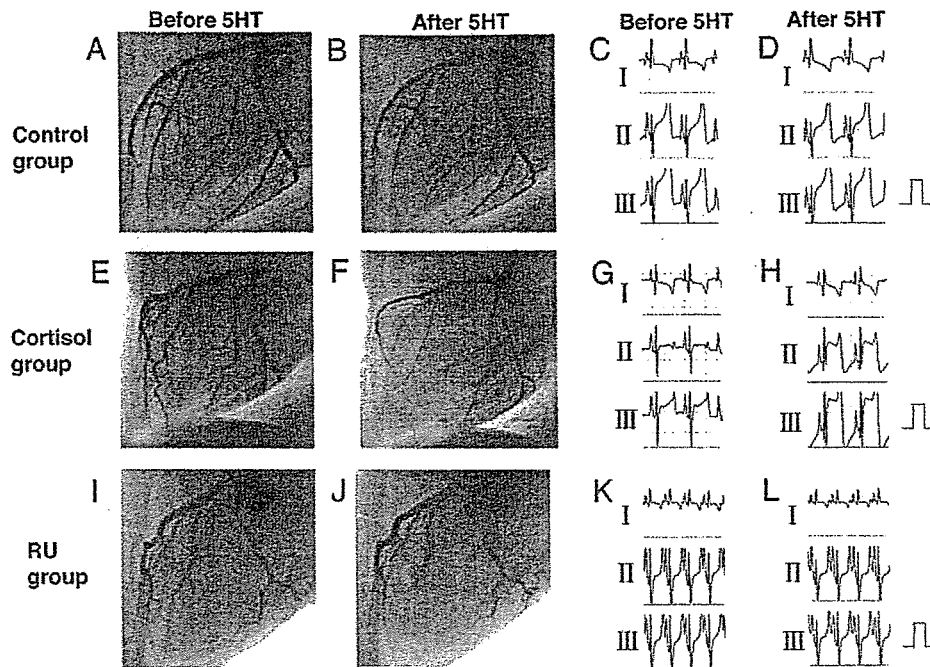 Before 5HT After 5HT Before 5HT After 5HT
A B C D
I I
Control group
II II
III III
E F G H
I I
Cortisol group
II II
III III
I J K L
I I
RU group
II II
III III